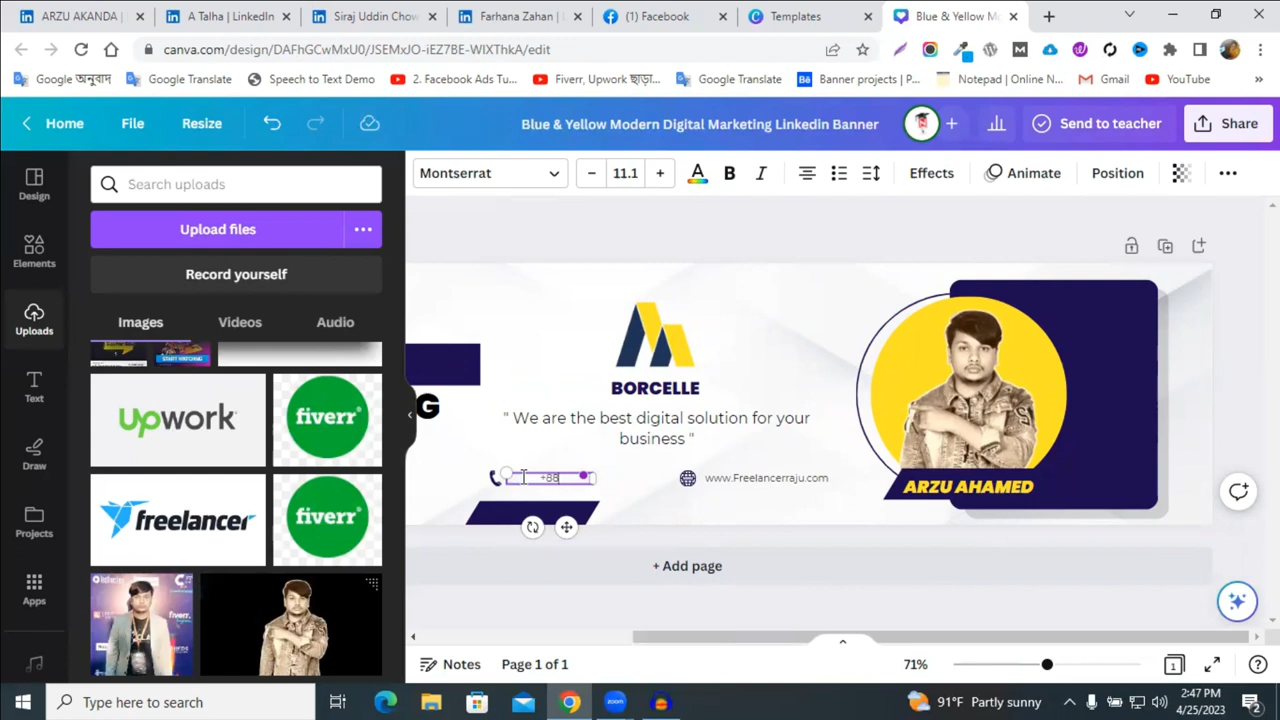 ARZU AKANDA
A Talha | LinkedIn
Siraj Uddin Chow
Farhana Zahan | L
(1) Facebook
Templates
Blue & Yellow Mo
canva.com/design/DAFhGCwMxU0/JSEMxJO-iEZ7BE-WIXThkA/edit
Google অনুবাদ
Google Translate
Speech to Text Demo
2. Facebook Ads Tu...
Fiverr, Upwork ছাড়া...
Google Translate
Banner projects | P...
Notepad | Online N...
Gmail
YouTube
Home
File
Resize
Blue & Yellow Modern Digital Marketing Linkedin Banner
Send to teacher
Share
Design
Elements
Uploads
Text
Draw
Projects
Apps
Search uploads
Upload files
Record yourself
Images
Videos
Audio
START WATCHING
upwork
fiverr
freelancer
fiverr
Montserrat
11.1
A
B
I
Effects
Animate
Position
G
BORCELLE
" We are the best digital solution for your
business "
+88
www.Freelancerraju.com
ARZU AHAMED
+ Add page
Notes
Page 1 of 1
71%
1
Type here to search
zoom
91°F Partly sunny
2:47 PM
4/25/2023
2